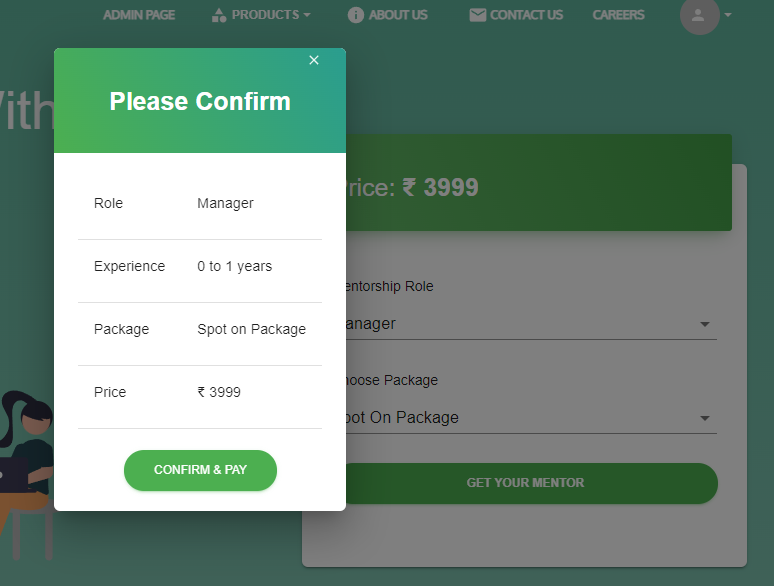 ADMIN PAGE PRODUCTS ABOUT US CONTACT US CAREERS
Please Confirm
Role Manager
Experience 0 to 1 years
Package Spot on Package
Price ₹ 3999
CONFIRM & PAY
rice: ₹ 3999
entorship Role
anager
hoose Package
pot On Package
GET YOUR MENTOR